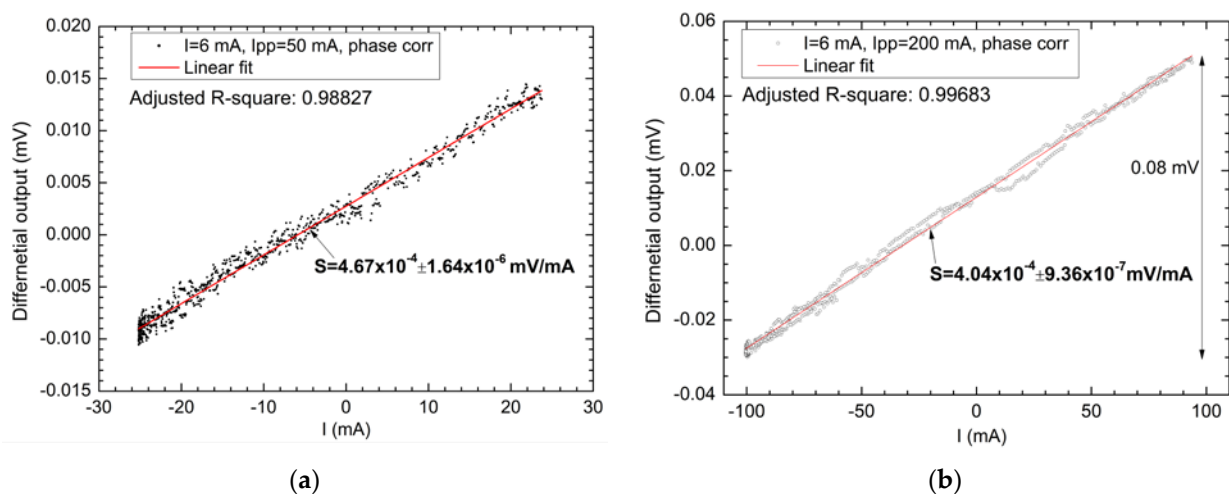 0.020
0.015
0.010
0.005
0.000
-0.005
-0.010
-0.015
Differnetial output (mV)
I=6 mA, Ipp=50 mA, phase corr
Linear fit
Adjusted R-square: 0.98827
S=4.67x10⁻⁴±1.64x10⁻⁶ mV/mA
-30 -20 -10 0 10 20 30
I (mA)
(a)
0.06
0.04
0.02
0.00
-0.02
-0.04
Differnetial output (mV)
I=6 mA, Ipp=200 mA, phase corr
Linear fit
Adjusted R-square: 0.99683
0.08 mV
S=4.04x10⁻⁴±9.36x10⁻⁷mV/mA
-100 -50 0 50 100
I (mA)
(b)